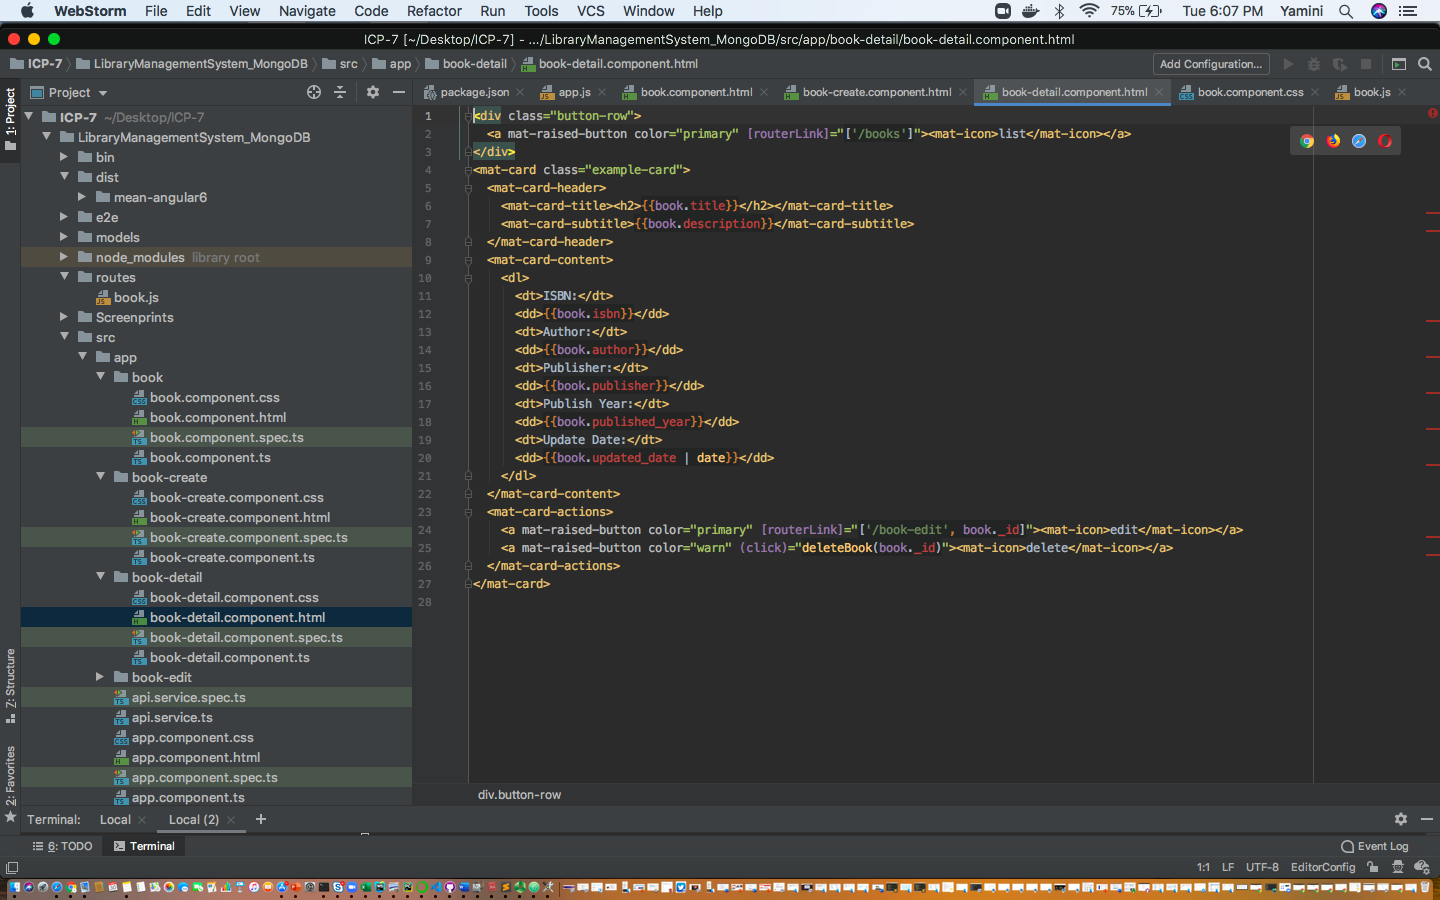 WebStorm File Edit View Navigate Code Refactor Run Tools VCS Window Help 75% Tue 6:07 PM Yamini
ICP-7 [~/Desktop/ICP-7] - .../LibraryManagementSystem_MongoDB/src/app/book-detail/book-detail.component.html
ICP-7 LibraryManagementSystem_MongoDB src app book-detail book-detail.component.html Add Configuration...
Project
package.json app.js book.component.html book-create.component.html book-detail.component.html book.component.css book.js
1: Project
Z: Structure
2: Favorites
ICP-7 ~/Desktop/ICP-7
LibraryManagementSystem_MongoDB
bin
dist
mean-angular6
e2e
models
node_modules library root
routes
book.js
Screenprints
src
app
book
book.component.css
book.component.html
book.component.spec.ts
book.component.ts
book-create
book-create.component.css
book-create.component.html
book-create.component.spec.ts
book-create.component.ts
book-detail
book-detail.component.css
book-detail.component.html
book-detail.component.spec.ts
book-detail.component.ts
book-edit
api.service.spec.ts
api.service.ts
app.component.css
app.component.html
app.component.spec.ts
app.component.ts
1 <div class="button-row">
2 <a mat-raised-button color="primary" [routerLink]="['/books']"><mat-icon>list</mat-icon></a>
3 </div>
4 <mat-card class="example-card">
5 <mat-card-header>
6 <mat-card-title><h2>{{book.title}}</h2></mat-card-title>
7 <mat-card-subtitle>{{book.description}}</mat-card-subtitle>
8 </mat-card-header>
9 <mat-card-content>
10 <dl>
11 <dt>ISBN:</dt>
12 <dd>{{book.isbn}}</dd>
13 <dt>Author:</dt>
14 <dd>{{book.author}}</dd>
15 <dt>Publisher:</dt>
16 <dd>{{book.publisher}}</dd>
17 <dt>Publish Year:</dt>
18 <dd>{{book.published_year}}</dd>
19 <dt>Update Date:</dt>
20 <dd>{{book.updated_date | date}}</dd>
21 </dl>
22 </mat-card-content>
23 <mat-card-actions>
24 <a mat-raised-button color="primary" [routerLink]="['/book-edit', book._id]"><mat-icon>edit</mat-icon></a>
25 <a mat-raised-button color="warn" (click)="deleteBook(book._id)"><mat-icon>delete</mat-icon></a>
26 </mat-card-actions>
27 </mat-card>
28
div.button-row
Terminal: Local Local (2)
6: TODO Terminal Event Log
1:1 LF UTF-8 EditorConfig